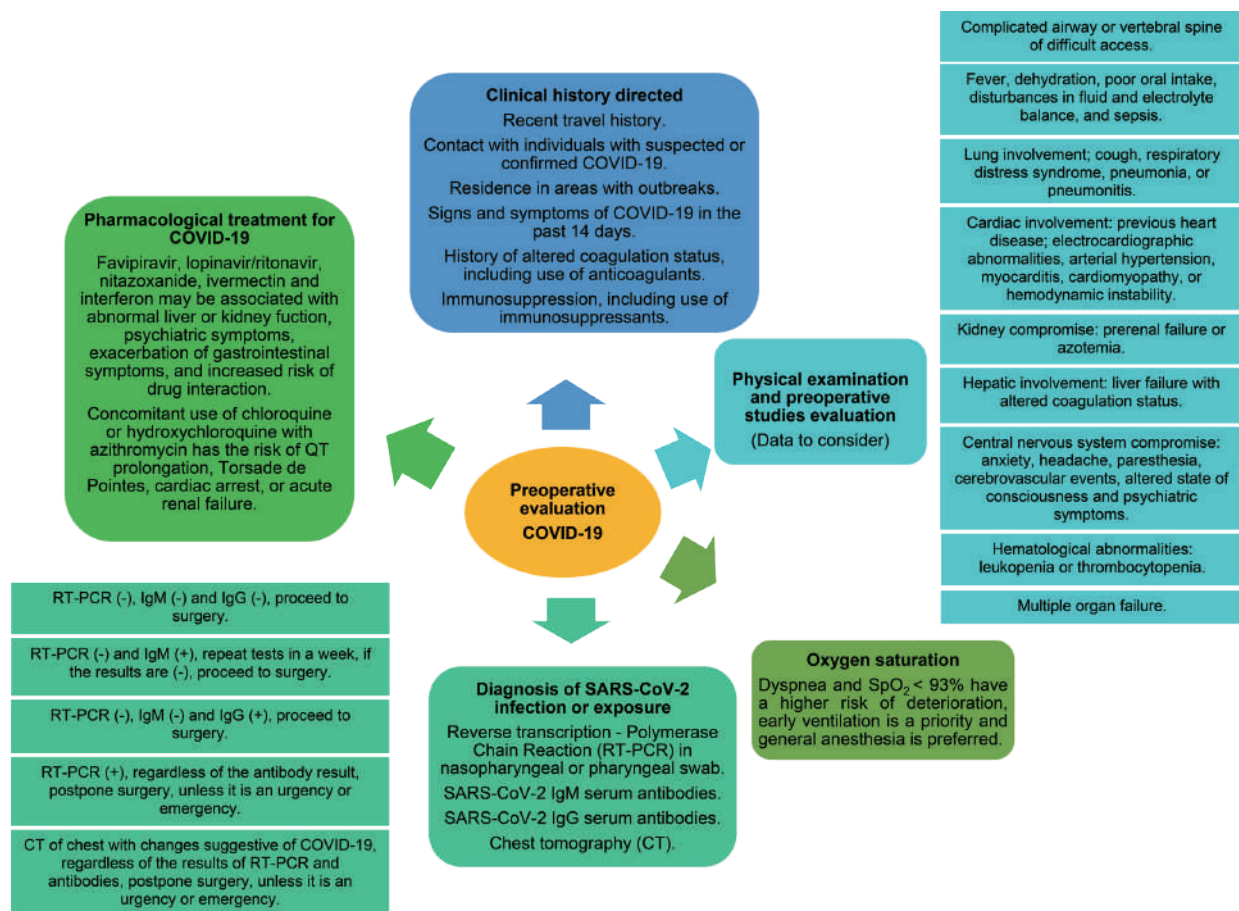 Clinical history directed
Recent travel history.
Contact with individuals with suspected or
confirmed COVID-19.
Residence in areas with outbreaks.
Signs and symptoms of COVID-19 in the
past 14 days.
History of altered coagulation status,
including use of anticoagulants.
Immunosuppression, including use of
immunosuppressants.
Pharmacological treatment for
COVID-19
Favipiravir, lopinavir/ritonavir,
nitazoxanide, ivermectin and
interferon may be associated with
abnormal liver or kidney fuction,
psychiatric symptoms,
exacerbation of gastrointestinal
symptoms, and increased risk of
drug interaction.
Concomitant use of chloroquine
or hydroxychloroquine with
azithromycin has the risk of QT
prolongation, Torsade de
Pointes, cardiac arrest, or acute
renal failure.
Preoperative
evaluation
COVID-19
Physical examination
and preoperative
studies evaluation
(Data to consider)
Complicated airway or vertebral spine
of difficult access.
Fever, dehydration, poor oral intake,
disturbances in fluid and electrolyte
balance, and sepsis.
Lung involvement; cough, respiratory
distress syndrome, pneumonia, or
pneumonitis.
Cardiac involvement: previous heart
disease; electrocardiographic
abnormalities, arterial hypertension,
myocarditis, cardiomyopathy, or
hemodynamic instability.
Kidney compromise: prerenal failure or
azotemia.
Hepatic involvement: liver failure with
altered coagulation status.
Central nervous system compromise:
anxiety, headache, paresthesia,
cerebrovascular events, altered state of
consciousness and psychiatric
symptoms.
Hematological abnormalities:
leukopenia or thrombocytopenia.
Multiple organ failure.
Oxygen saturation
Dyspnea and SpO₂ < 93% have
a higher risk of deterioration,
early ventilation is a priority and
general anesthesia is preferred.
Diagnosis of SARS-CoV-2
infection or exposure
Reverse transcription - Polymerase
Chain Reaction (RT-PCR) in
nasopharyngeal or pharyngeal swab.
SARS-CoV-2 IgM serum antibodies.
SARS-CoV-2 IgG serum antibodies.
Chest tomography (CT).
RT-PCR (-), IgM (-) and IgG (-), proceed to
surgery.
RT-PCR (-) and IgM (+), repeat tests in a week, if
the results are (-), proceed to surgery.
RT-PCR (-), IgM (-) and IgG (+), proceed to
surgery.
RT-PCR (+), regardless of the antibody result,
postpone surgery, unless it is an urgency or
emergency.
CT of chest with changes suggestive of COVID-19,
regardless of the results of RT-PCR and
antibodies, postpone surgery, unless it is an
urgency or emergency.